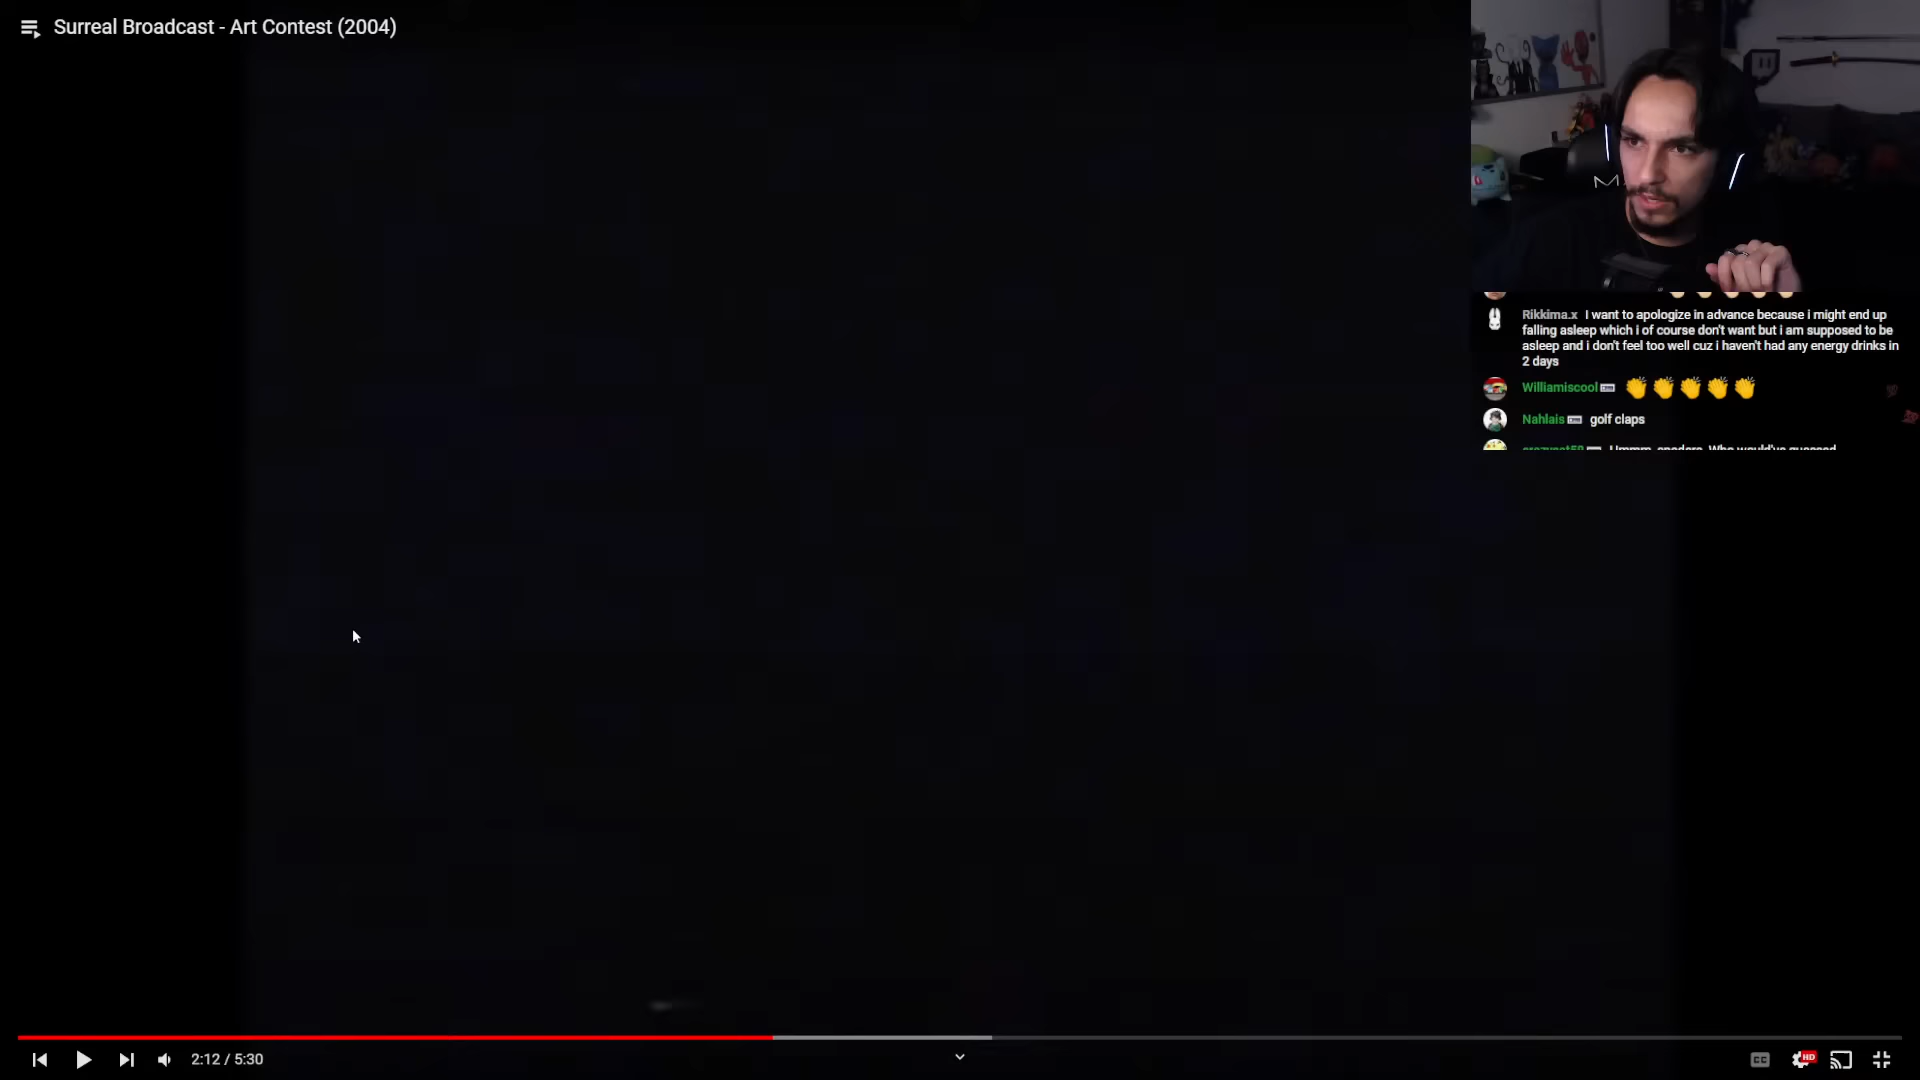 Surreal Broadcast - Art Contest (2004)
Rikkima.x I want to apologize in advance because i might end up
falling asleep which i of course don't want but i am supposed to be
asleep and i don't feel too well cuz i haven't had any energy drinks in
2 days
Williamiscool 👏👏👏👏👏
Nahlais golf claps
2:12 / 5:30
CC
HD